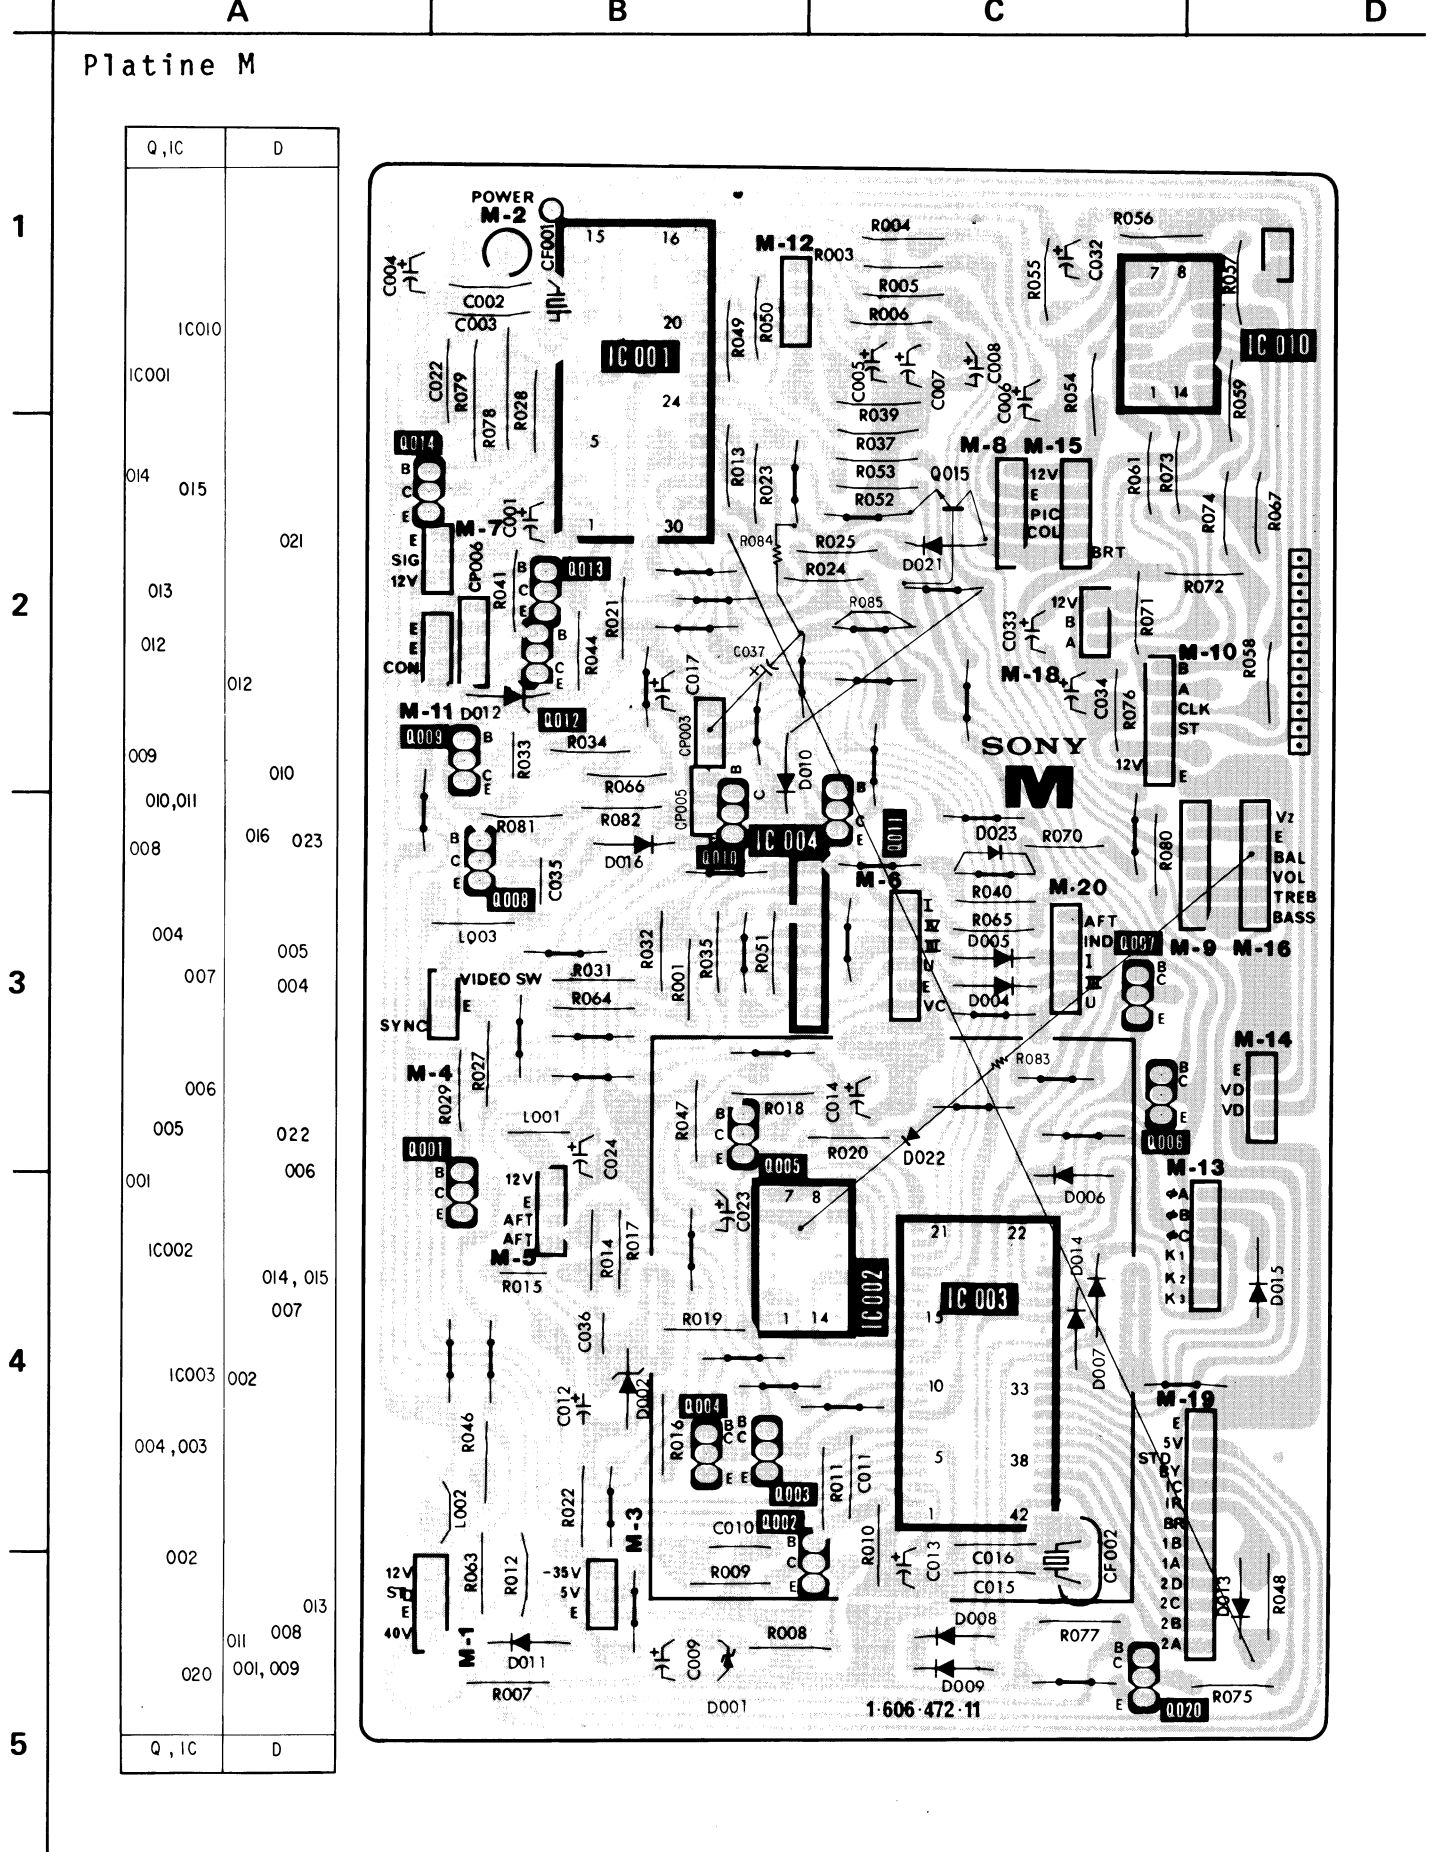 A B C D
Platine M
Q,IC D
1
2
3
4
5
IC010
IC001
014 015
021
013
012
012
009
010
010,011
016 023
008
004
005
007
004
006
005
022
006
001
IC002
014,015
007
IC003 002
004,003
002
013
008
011
001,009
020
Q,IC D
POWER
M-2
CF001
15 16
M-12
R003
R004
R056
C004
C002
C003
R005
R006
R055
C032
7 8
R057
20
R049
R050
IC001
IC010
C022
R079
R078
R028
24
C005
C007
C008
C006
R054
1 14
R059
R039
Q014
B
C
E
5
R013
R023
R037
R053
R052
Q015
M-8 M-15
12V
E
PIC
COL
BRT
R061
R073
R074
R067
M-7
C001
1 30
E
SIG
12V
CP006
R084
R025
R024
D021
R041
B
C
E
Q013
R021
R072
R085
C033
12V
B
A
R071
E
E
CON
B
C
E
R044
C037
C017
M-18
C034
R076
M-10
B
A
CLK
ST
12V
E
R058
M-11
D012
Q012
CP003
SONY
M
Q009
B
C
E
R033
R034
R066
D010
B
C
CP005
B
C
E
Q011
R081
R082
D016
Q010
IC004
D023
R070
R080
Vz
E
BAL
VOL
TREB
BASS
B
C
E
Q008
C035
M-6
R040
M-20
L003
R032
R001
R035
R051
I
E
VC
U
R065
D005
D004
AFT
IND
I
U
Q007
M-9 M-16
B
C
E
R031
VIDEO SW
E
SYNC
R064
M-4
R029
R027
R083
M-14
E
VD
VD
R047
R018
C014
B
C
E
L001
B
C
E
R020
D022
Q006
Q001
C024
Q005
M-13
B
C
E
12V
E
AFT
AFT
M-5
7 8
C023
D006
øA
øB
øC
K1
K2
K3
R015
R014
R017
21 22
D014
D015
IC002
IC003
15
C036
R019
1 14
D007
C012
D002
10 33
M-19
R046
R016
Q004
B
C
E
B
C
E
5 38
E
5V
STD
BY
IC
IR
BR
1B
1A
2D
2C
2B
2A
R011
C011
Q003
L002
R022
M-3
C010
Q002
1 42
R010
B
C
E
12V
STD
E
40V
R063
R012
-35V
5V
E
R009
C013
C016
C015
CF002
D013
R048
M-1
D011
R008
D008
R077
C009
D009
B
C
E
R007
D001
1-606-472-11
Q020
R075